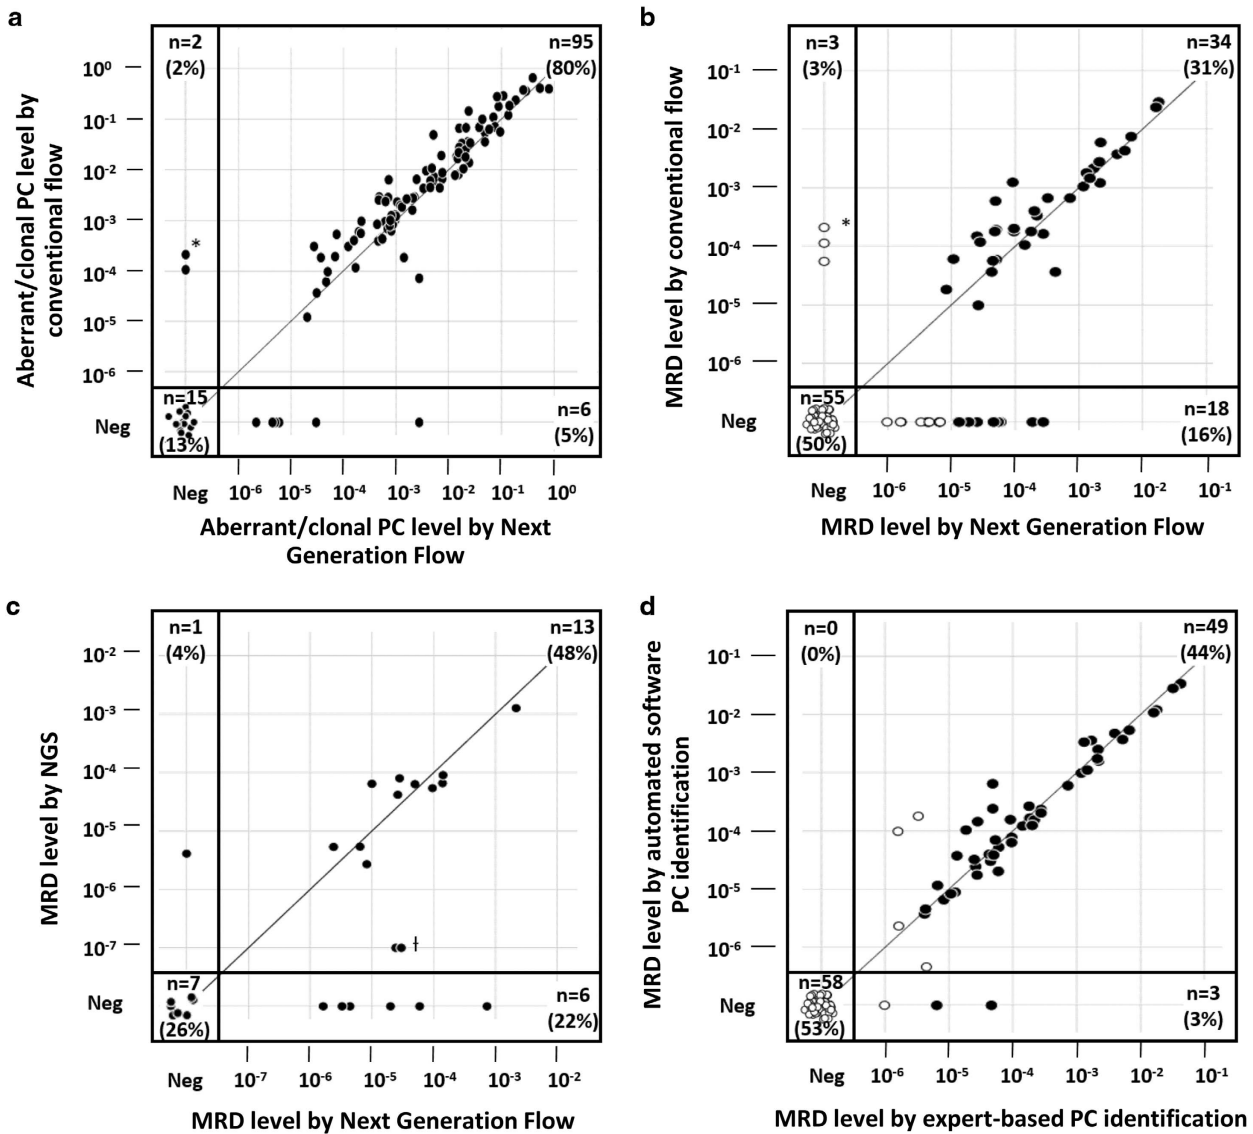 a
n=2
(2%)
n=95
(80%)
10⁰
10⁻¹
10⁻²
10⁻³
10⁻⁴
10⁻⁵
10⁻⁶
Neg
*
n=15
(13%)
n=6
(5%)
Aberrant/clonal PC level by
conventional flow
Neg
10⁻⁶
10⁻⁵
10⁻⁴
10⁻³
10⁻²
10⁻¹
10⁰
Aberrant/clonal PC level by Next
Generation Flow
b
n=3
(3%)
n=34
(31%)
10⁻¹
10⁻²
10⁻³
10⁻⁴
10⁻⁵
10⁻⁶
Neg
*
n=55
(50%)
n=18
(16%)
MRD level by conventional flow
Neg
10⁻⁶
10⁻⁵
10⁻⁴
10⁻³
10⁻²
10⁻¹
MRD level by Next Generation Flow
c
n=1
(4%)
n=13
(48%)
10⁻²
10⁻³
10⁻⁴
10⁻⁵
10⁻⁶
10⁻⁷
Neg
ⱡ
n=7
(26%)
n=6
(22%)
MRD level by NGS
Neg
10⁻⁷
10⁻⁶
10⁻⁵
10⁻⁴
10⁻³
10⁻²
MRD level by Next Generation Flow
d
n=0
(0%)
n=49
(44%)
10⁻¹
10⁻²
10⁻³
10⁻⁴
10⁻⁵
10⁻⁶
Neg
n=58
(53%)
n=3
(3%)
MRD level by automated software
PC identification
Neg
10⁻⁶
10⁻⁵
10⁻⁴
10⁻³
10⁻²
10⁻¹
MRD level by expert-based PC identification